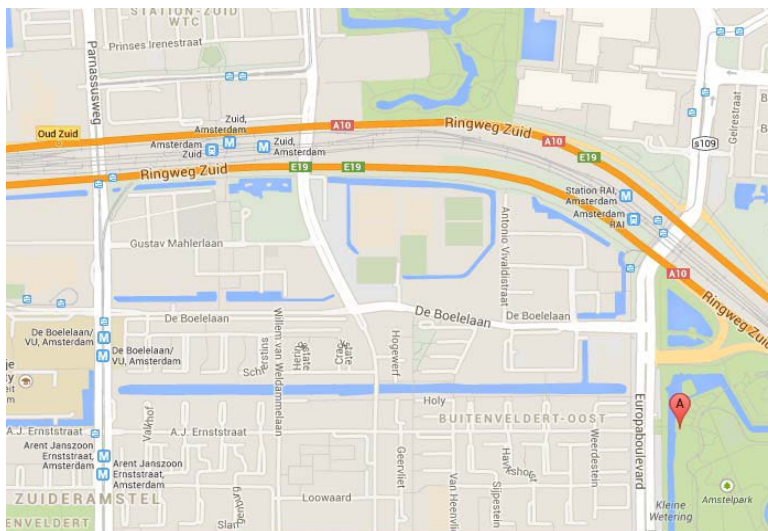 STATION-ZUID
WTC
Prinses Irenestraat
Parnassusweg
Oud Zuid
Zuid,
Amsterdam
A10
Ringweg Zuid
A10
E19
s109
Gelrestraat
Amsterdam
Zuid
Zuid,
Amsterdam
Ringweg Zuid
E19
E19
Station RAI,
Amsterdam
Amsterdam
RAI
Gustav Mahlerlaan
Antonio Vivaldistraat
A10
Ringweg Zuid
De Boelelaan
De Boelelaan
De Boelelaan
De Boelelaan/
VU, Amsterdam
De Boelelaan/
VU, Amsterdam
Willem van Weldammelaan
Hogewerf
Holy
A
BUITENVELDERT-OOST
Europaboulevard
A.J. Ernststraat
A.J. Ernststraat
Valkhof
Arent Janszoon
Ernststraat,
Amsterdam
Arent Janszoon
Ernststraat,
Amsterdam
Geervliet
Weerdestein
Sijpestein
Loowaard
ZUIDERAMSTEL
Kleine
Wetering
Amstelpark